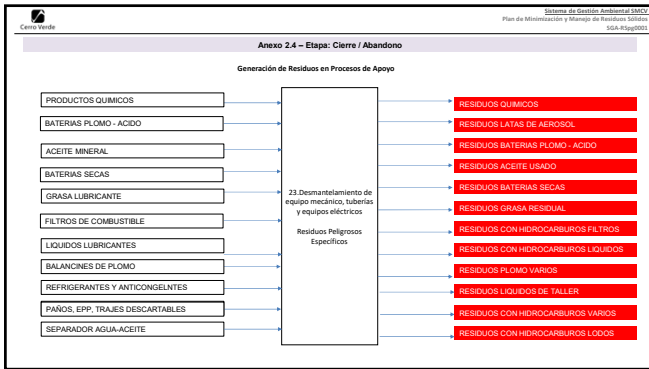 Sistema de Gestión Ambiental SMCV
Plan de Minimización y Manejo de Residuos Sólidos
SGA-RSpg0001
Cerro Verde
Anexo 2.4 – Etapa: Cierre / Abandono
Generación de Residuos en Procesos de Apoyo
PRODUCTOS QUIMICOS
BATERIAS PLOMO - ACIDO
ACEITE MINERAL
BATERIAS SECAS
GRASA LUBRICANTE
FILTROS DE COMBUSTIBLE
LIQUIDOS LUBRICANTES
BALANCINES DE PLOMO
REFRIGERANTES Y ANTICONGELNTES
PAÑOS, EPP, TRAJES DESCARTABLES
SEPARADOR AGUA-ACEITE
23.Desmantelamiento de
equipo mecánico, tuberías
y equipos eléctricos
Residuos Peligrosos
Específicos
RESIDUOS QUIMICOS
RESIDUOS LATAS DE AEROSOL
RESIDUOS BATERIAS PLOMO - ACIDO
RESIDUOS ACEITE USADO
RESIDUOS BATERIAS SECAS
RESIDUOS GRASA RESIDUAL
RESIDUOS CON HIDROCARBUROS FILTROS
RESIDUOS CON HIDROCARBUROS LIQUIDOS
RESIDUOS PLOMO VARIOS
RESIDUOS LIQUIDOS DE TALLER
RESIDUOS CON HIDROCARBUROS VARIOS
RESIDUOS CON HIDROCARBUROS LODOS